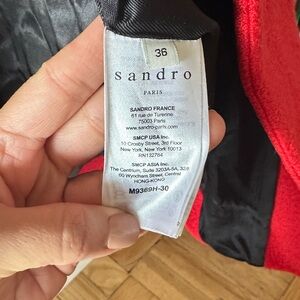 36
sandro
PARIS
SANDRO FRANCE
61 rue de Turenne
75003 Paris
www.sandro-paris.com
SMCP USA Inc.
10 Crosby Street, 3rd Floor
New York, New York 10013
RN132784
SMCP ASIA Inc.
The Centrium, Suite 3203A-5A, 32/F
60 Wyndham Street, Central
HONG-KONG
M9369H-30